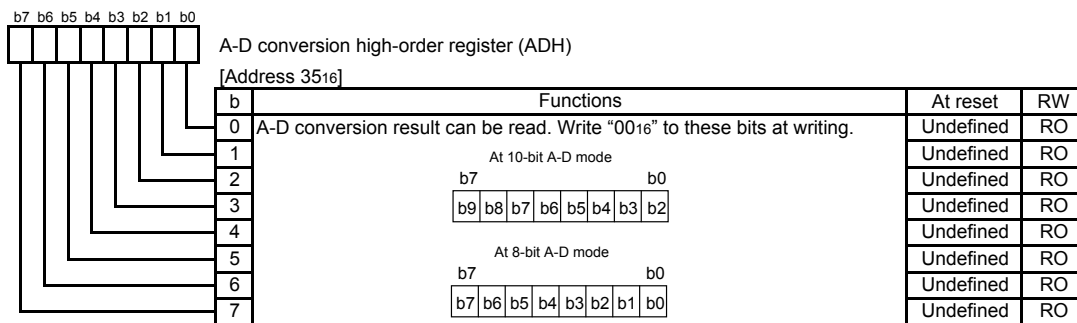 b7 b6 b5 b4 b3 b2 b1 b0
A-D conversion high-order register (ADH)
[Address 3516]
b Functions At reset RW
0 A-D conversion result can be read. Write “0016” to these bits at writing. Undefined RO
1 At 10-bit A-D mode Undefined RO
2 b7 b0 Undefined RO
3 b9 b8 b7 b6 b5 b4 b3 b2 Undefined RO
4 Undefined RO
5 At 8-bit A-D mode Undefined RO
6 b7 b0 Undefined RO
7 b7 b6 b5 b4 b3 b2 b1 b0 Undefined RO